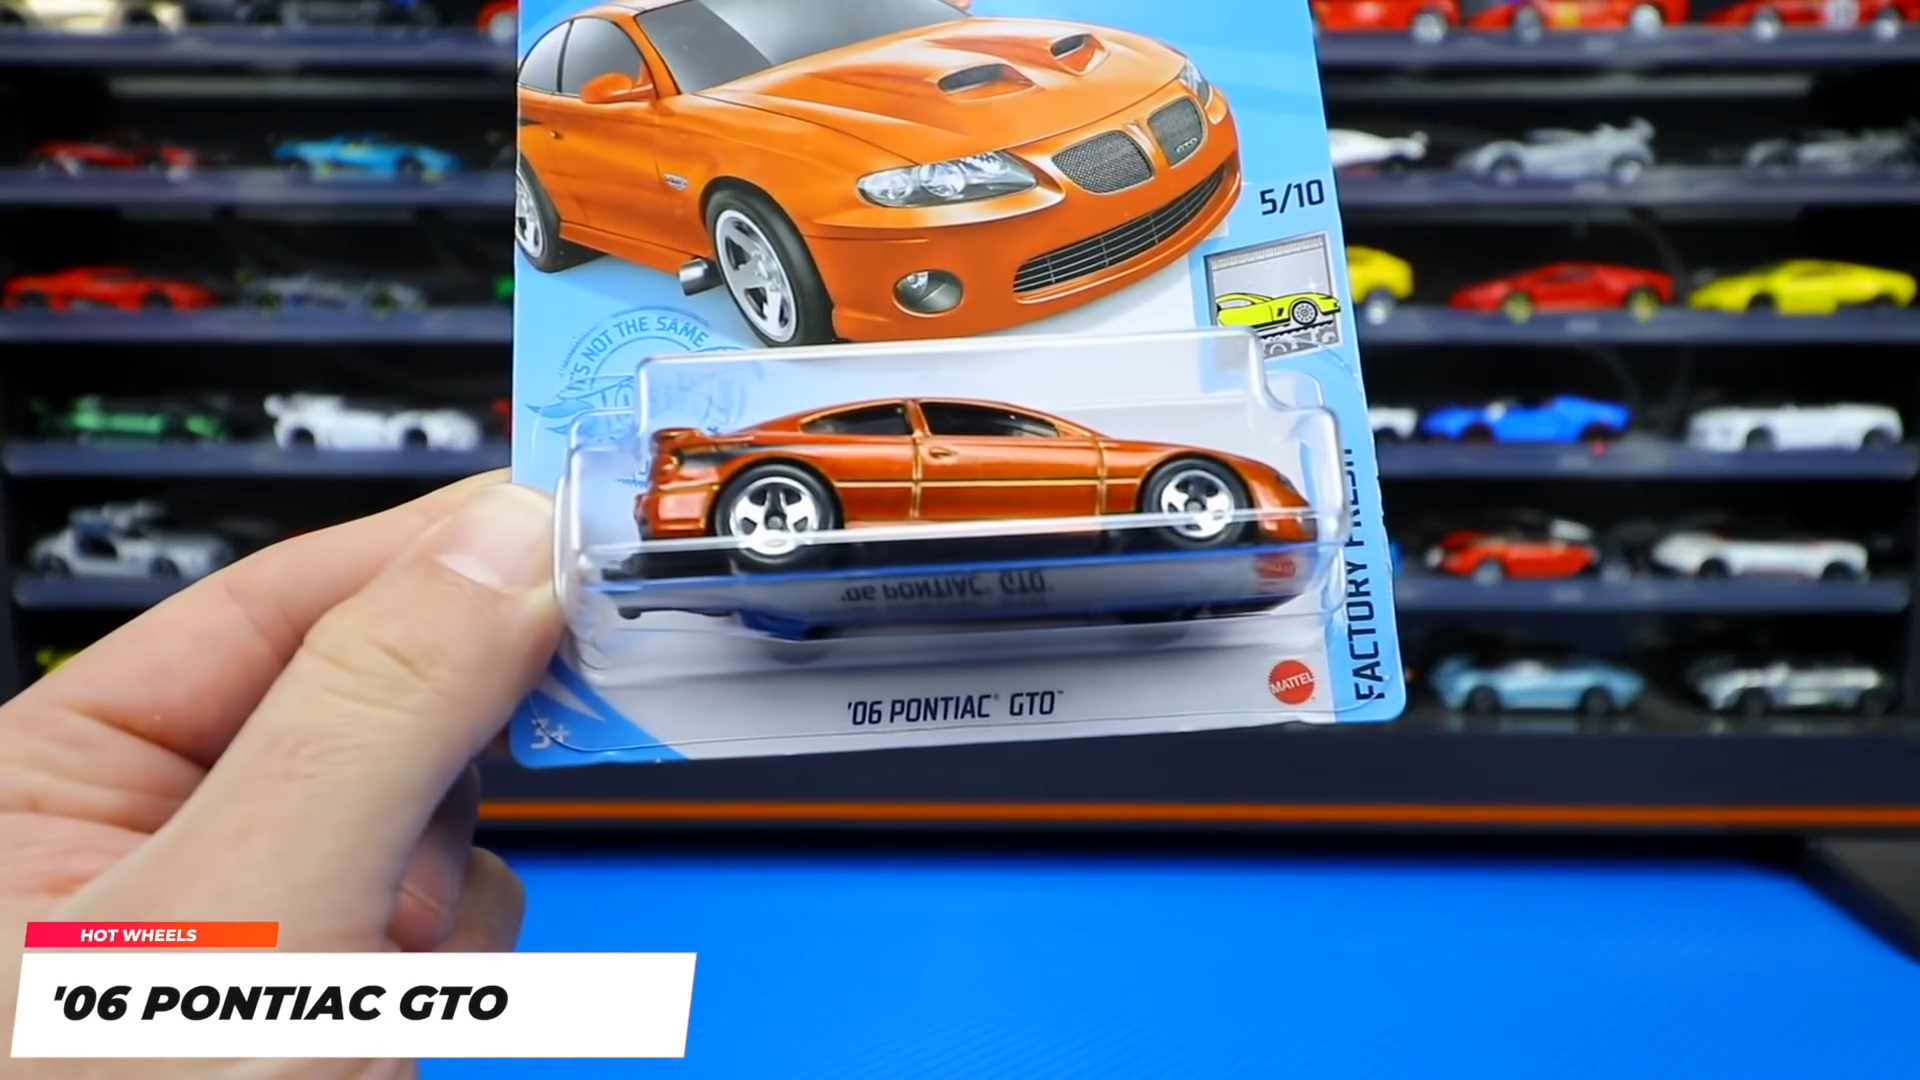 5/10
IT'S NOT THE SAME
GTO
'06 PONTIAC GTO
FACTORY FRESH
'06 PONTIAC® GTO™
MATTEL
3+
HOT WHEELS
'06 PONTIAC GTO